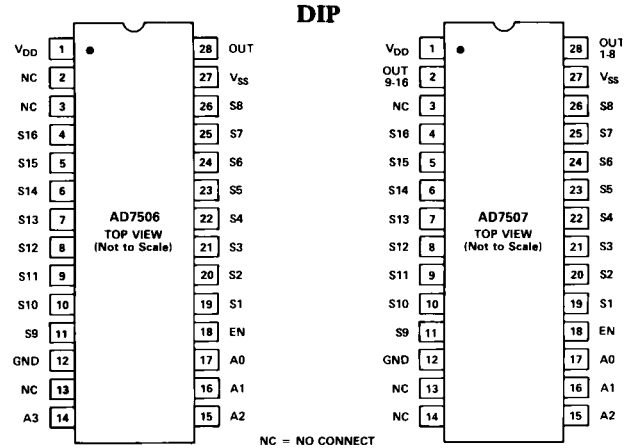 DIP
VDD 1 28 OUT
NC 2 27 VSS
NC 3 26 S8
S16 4 25 S7
S15 5 24 S6
S14 6 23 S5
S13 7 22 S4
S12 8 21 S3
S11 9 20 S2
S10 10 19 S1
S9 11 18 EN
GND 12 17 A0
NC 13 16 A1
A3 14 15 A2
AD7506
TOP VIEW
(Not to Scale)
VDD 1 28 OUT 1-8
OUT 9-16 2 27 VSS
NC 3 26 S8
S16 4 25 S7
S15 5 24 S6
S14 6 23 S5
S13 7 22 S4
S12 8 21 S3
S11 9 20 S2
S10 10 19 S1
S9 11 18 EN
GND 12 17 A0
NC 13 16 A1
NC 14 15 A2
AD7507
TOP VIEW
(Not to Scale)
NC = NO CONNECT